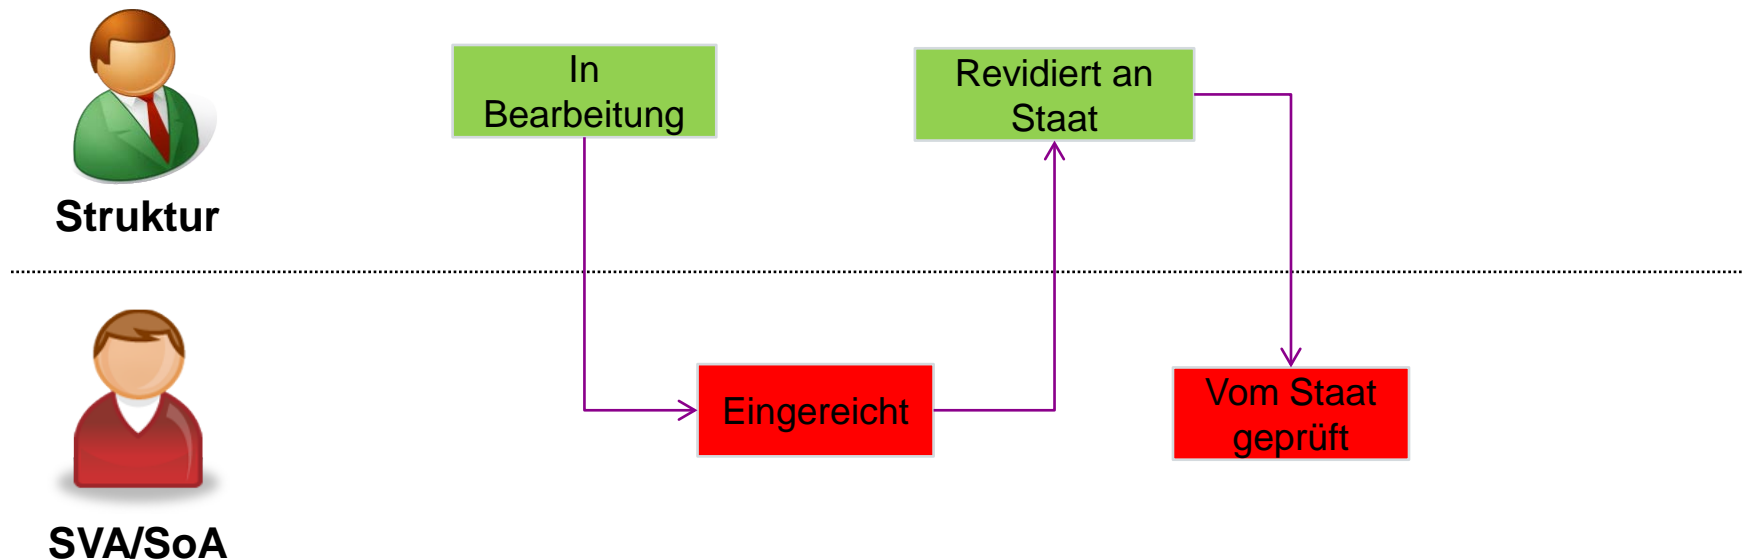 In
Bearbeitung
Revidiert an
Staat
Struktur
Eingereicht
Vom Staat
geprüft
SVA/SoA